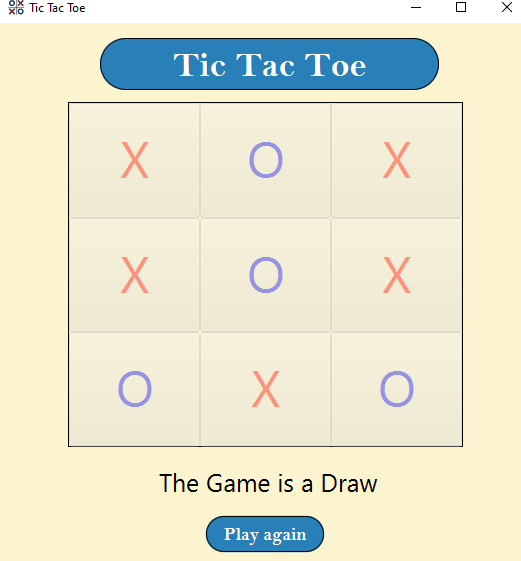 Tic Tac Toe
Tic Tac Toe
X O X
X O X
O X O
The Game is a Draw
Play again